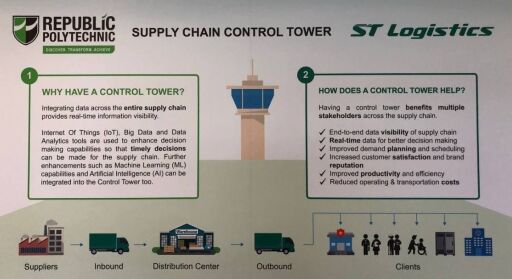 REPUBLIC
POLYTECHNIC
DISCOVER. TRANSFORM. ACHIEVE
SUPPLY CHAIN CONTROL TOWER
ST Logistics
1
WHY HAVE A CONTROL TOWER?
Integrating data across the entire supply chain
provides real-time information visibility.
Internet Of Things (IoT), Big Data and Data
Analytics tools are used to enhance decision
making capabilities so that timely decisions
can be made for the supply chain. Further
enhancements such as Machine Learning (ML)
capabilities and Artificial Intelligence (AI) can be
integrated into the Control Tower too.
2
HOW DOES A CONTROL TOWER HELP?
Having a control tower benefits multiple
stakeholders across the supply chain.
✓ End-to-end data visibility of supply chain
✓ Real-time data for better decision making
✓ Improved demand planning and scheduling
✓ Increased customer satisfaction and brand
reputation
✓ Improved productivity and efficiency
✓ Reduced operating & transportation costs
Suppliers
Inbound
Distribution Center
Outbound
Clients